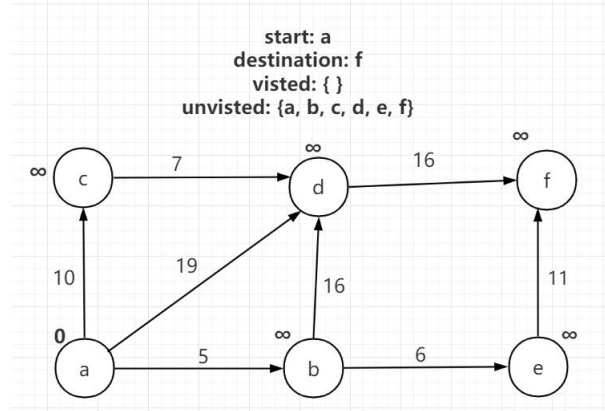 start: a
destination: f
visted: { }
unvisted: {a, b, c, d, e, f}
∞
∞
∞
c
7
d
16
f
10
19
16
11
0
∞
∞
a
5
b
6
e